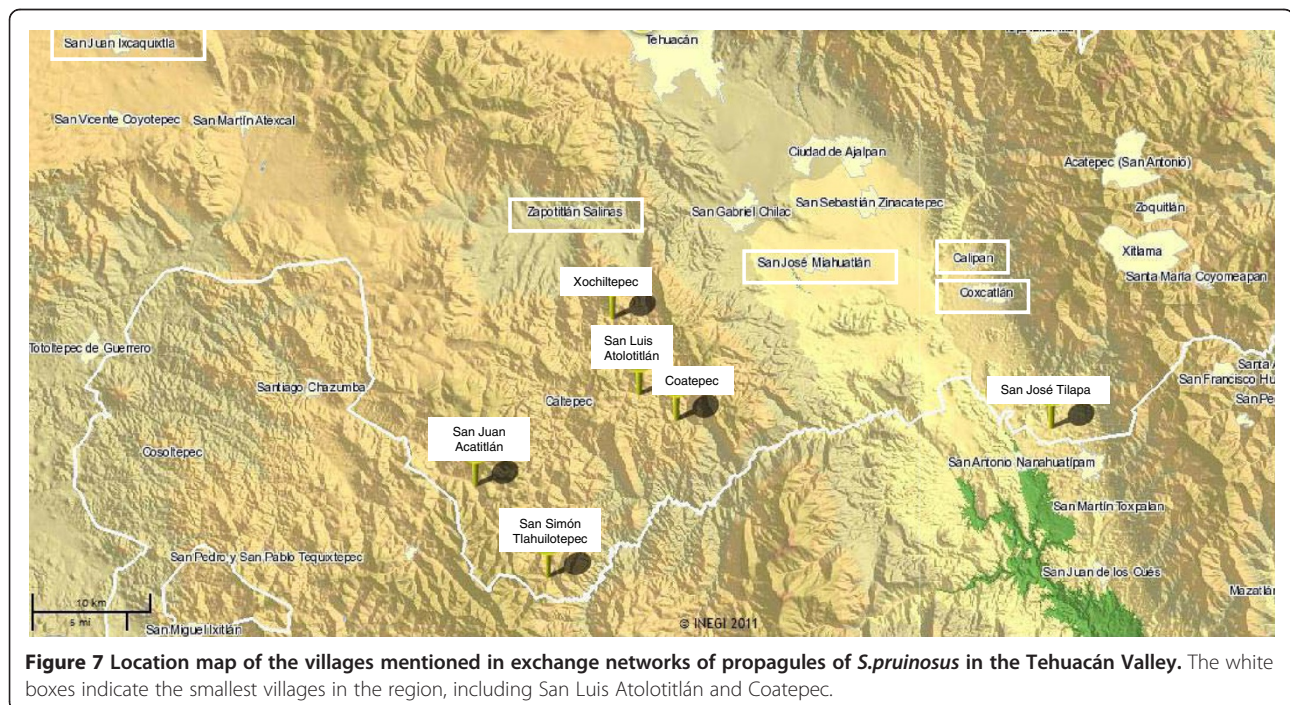 San Juan Ixcaquixtla
Tehuacán
San Vicente Coyotepec
San Martín Atexcal
Ciudad de Ajalpan
Acatepec (San Antonio)
Zapotitlán Salinas
San Gabriel Chilac
San Sebastián Zinacatepec
Zoquitlán
San José Miahuatlán
Calipan
Xitlama
Santa María Coyomeapan
Xochiltepec
Coxcatlán
San Luis
Atolotitlán
Totoltepec de Guerrero
Coatepec
Santa A
San Francisco Hu
Santiago Chazumba
Caltepec
San José Tilapa
San Pe
San Juan
Acatitlán
Cosoltepec
San Antonio Nanahuatípam
San Martín Toxpalan
San Simón
Tlahuilotepec
San Pedro y San Pablo Tequixtepec
San Juan de los Cués
Mazatlán
10 km
5 mi
San Miguel Ixitlán
© INEGI 2011
Figure 7 Location map of the villages mentioned in exchange networks of propagules of S.pruinosus in the Tehuacán Valley. The white
boxes indicate the smallest villages in the region, including San Luis Atolotitlán and Coatepec.